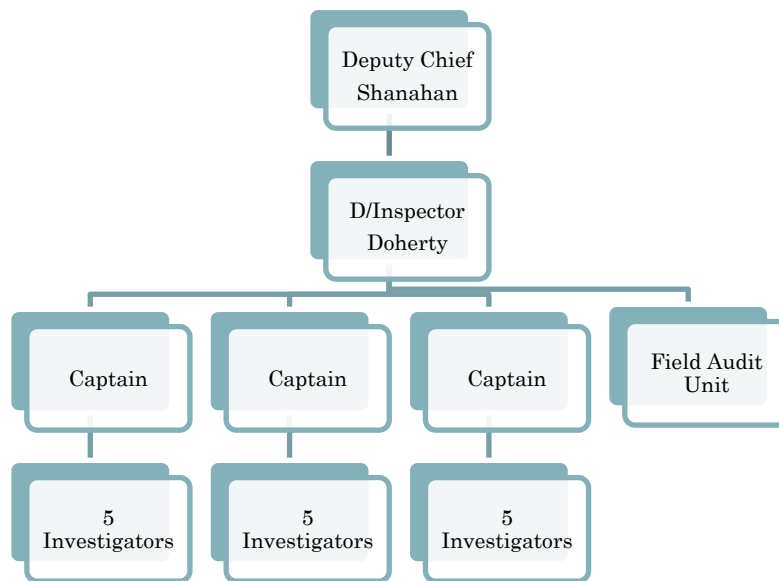 Deputy Chief
Shanahan
D/Inspector
Doherty
Captain
Captain
Captain
Field Audit
Unit
5
Investigators
5
Investigators
5
Investigators